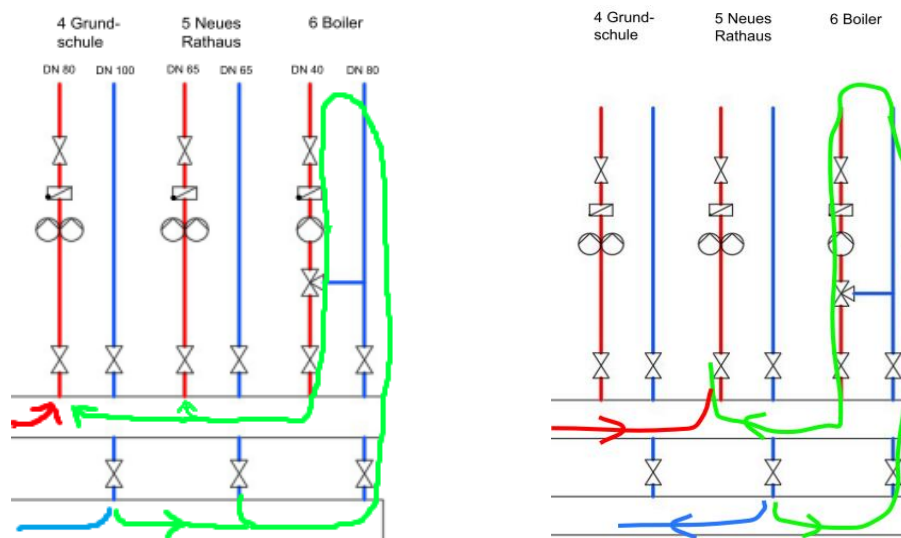 4 Grund-
schule
5 Neues
Rathaus
6 Boiler
DN 80
DN 100
DN 65
DN 65
DN 40
DN 80
4 Grund-
schule
5 Neues
Rathaus
6 Boiler